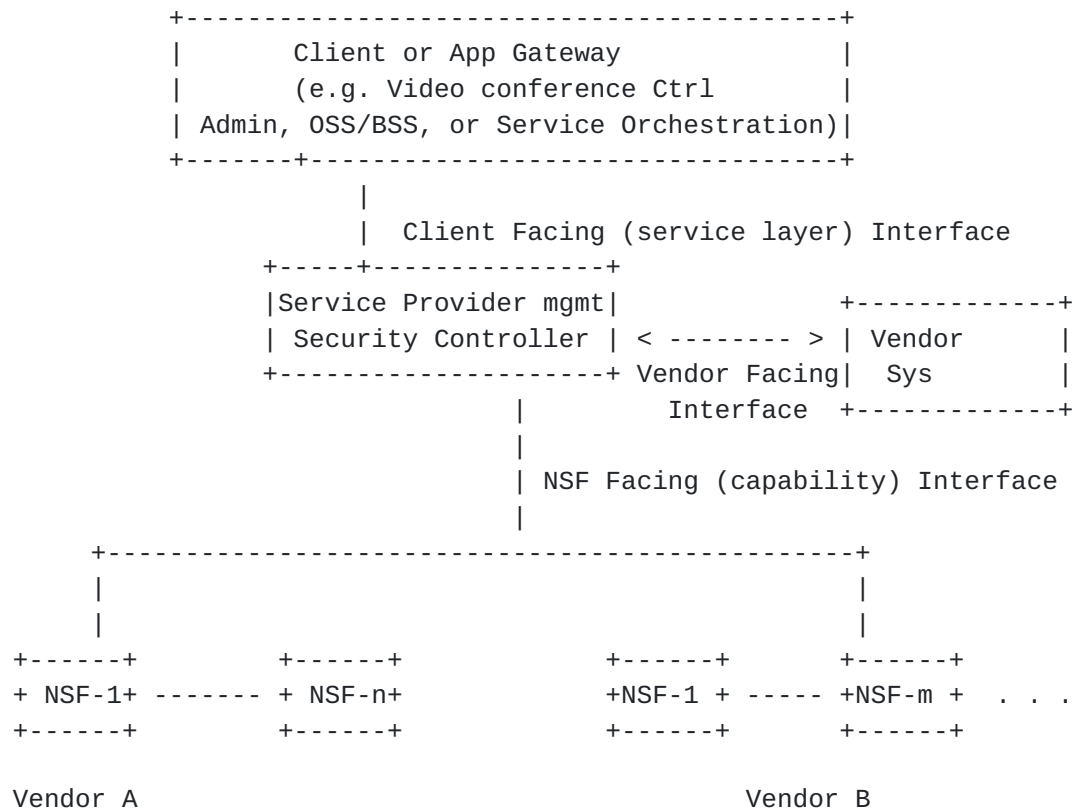 Client or App Gateway
(e.g. Video conference Ctrl
Admin, OSS/BSS, or Service Orchestration)
Client Facing (service layer) Interface
Service Provider mgmt
Security Controller < -------- > Vendor
Vendor Facing Sys
Interface
NSF Facing (capability) Interface
NSF-1 ------- NSF-n NSF-1 ----- NSF-m . . .
Vendor A Vendor B